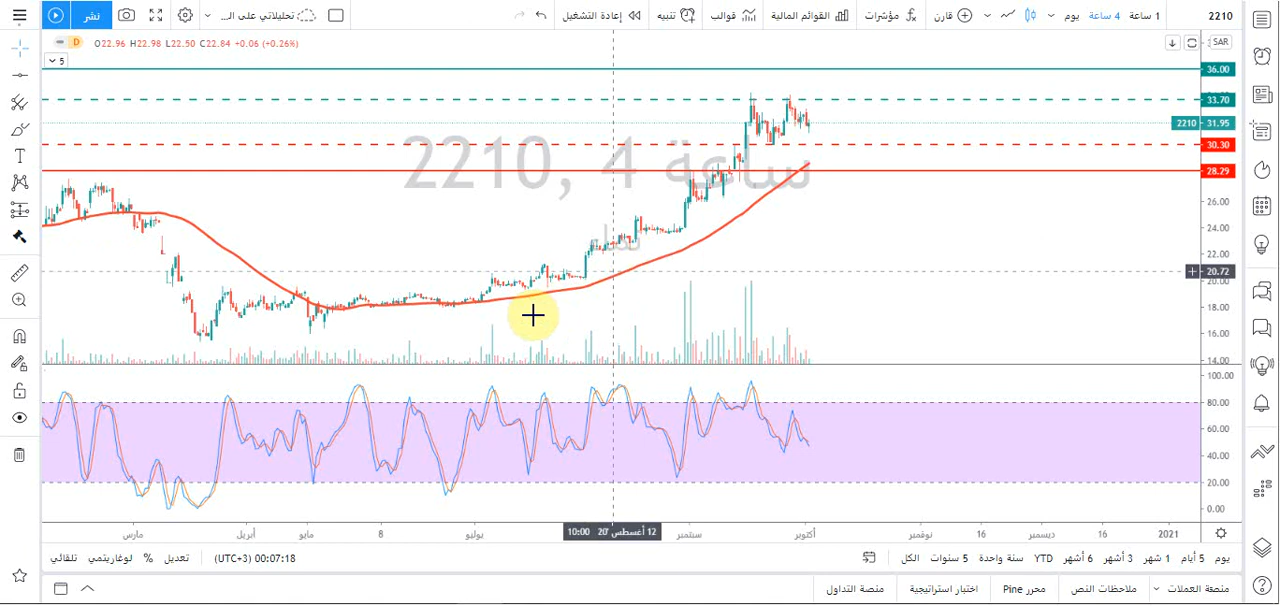 2210
1 ساعة
4 ساعة
يوم
قارن
مؤشرات
القوائم المالية
قوالب
تنبيه
إعادة التشغيل
تحليلاتي على الـ...
نشر
D O22.96 H22.98 L22.50 C22.84 +0.06 (+0.26%)
5
SAR
36.00
33.70
2210 31.95
30.30
28.29
26.00
24.00
22.00
20.72
20.00
18.00
16.00
14.00
2210, 4 ساعة
نماء
100.00
80.00
60.00
40.00
20.00
0.00
مارس
أبريل
مايو
8
يوليو
12 أغسطس '20 10:00
سبتمبر
أكتوبر
16
نوفمبر
ديسمبر
16
2021
يوم
5 أيام
1 شهر
3 أشهر
6 أشهر
YTD
سنة واحدة
5 سنوات
الكل
00:07:18 (UTC+3)
تعديل
%
لوغاريتمي
تلقائي
منصة العملات
ملاحظات النص
محرر Pine
اختبار استراتيجية
منصة التداول